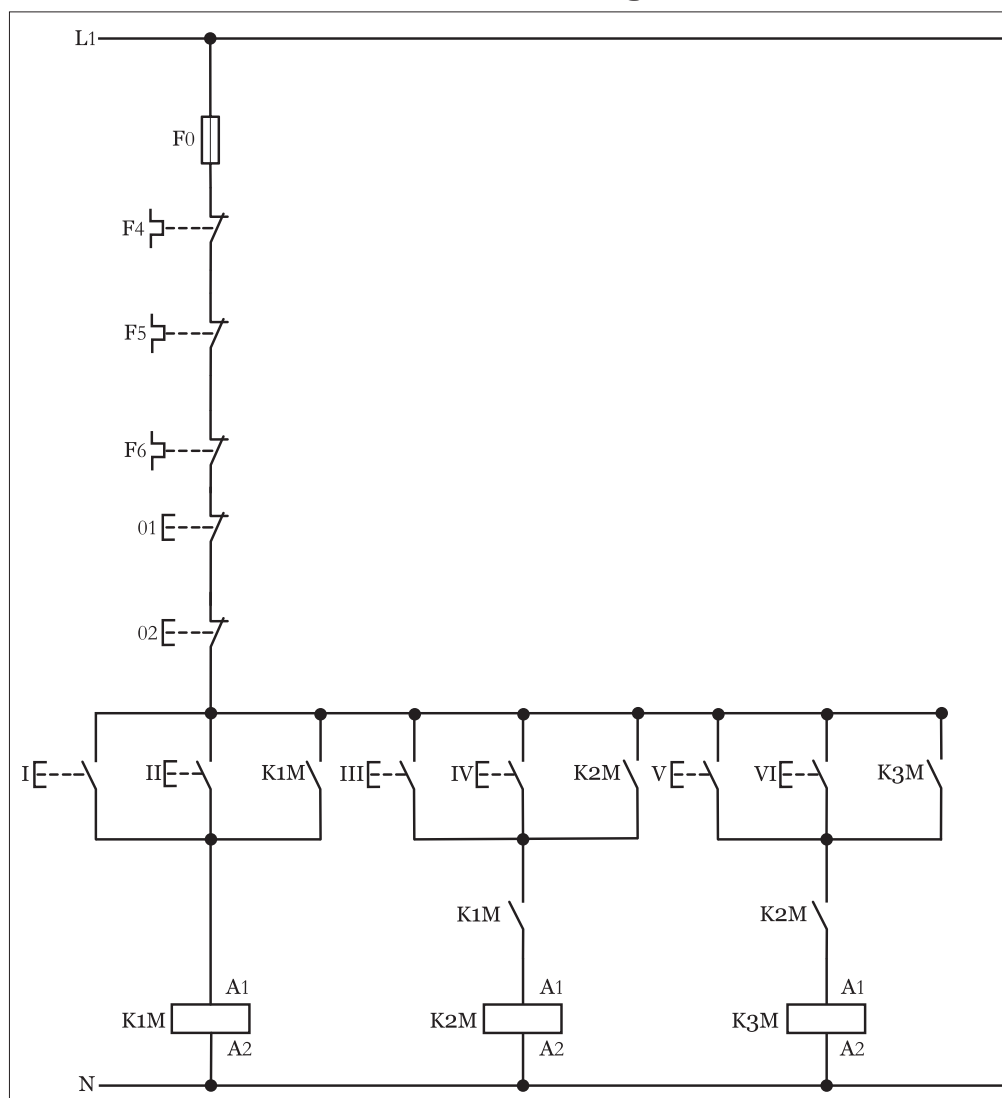 L1
F0
F4
F5
F6
01
02
I II K1M III IV K2M V VI K3M
K1M K2M
A1 A1 A1
K1M K2M K3M
A2 A2 A2
N